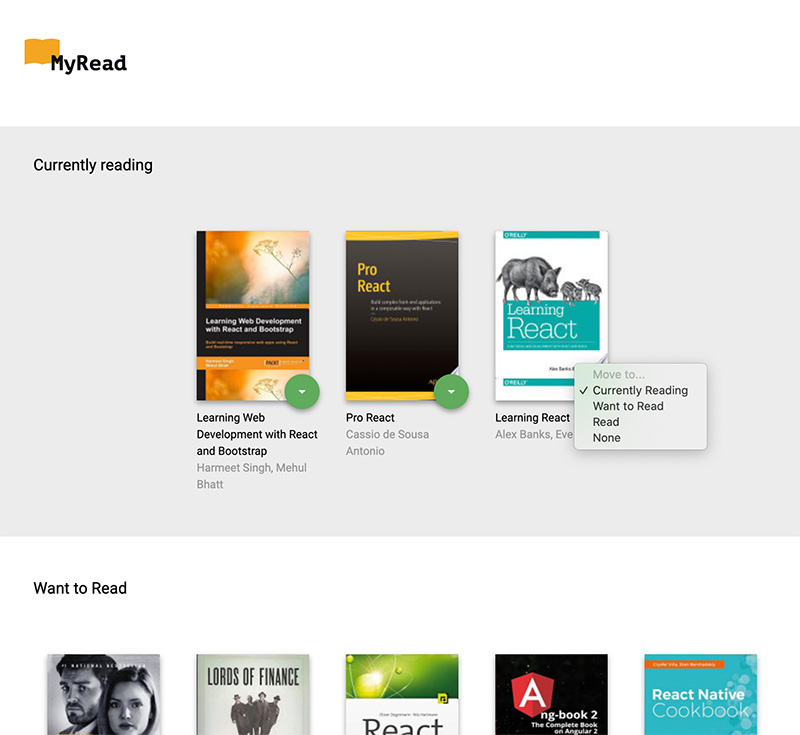 MyRead
Currently reading
Learning Web Development
with React and Bootstrap
Build real-time responsive web apps using React
and Bootstrap
Harmeet Singh
Mehul Bhatt
PACKT
Pro
React
Build complex front-end applications
in a composable way with React
Cassio de Sousa Antonio
O'REILLY
Learning
React
Alex Banks
O'REILLY
Move to...
✓ Currently Reading
Want to Read
Read
None
Learning Web
Development with React
and Bootstrap
Harmeet Singh, Mehul
Bhatt
Pro React
Cassio de Sousa
Antonio
Learning React
Alex Banks, Eve
Want to Read
#1 NATIONAL BESTSELLER
LORDS OF FINANCE
React
ng-book 2
The Complete Book
on Angular 2
React Native
Cookbook